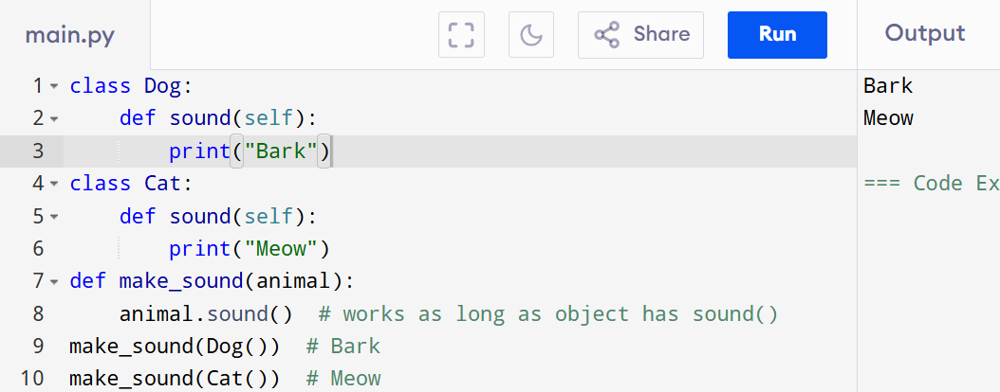 main.py Share Run Output
1 class Dog:
2     def sound(self):
3         print("Bark")
4 class Cat:
5     def sound(self):
6         print("Meow")
7 def make_sound(animal):
8     animal.sound()  # works as long as object has sound()
9 make_sound(Dog())  # Bark
10 make_sound(Cat())  # Meow
Bark
Meow
=== Code Ex